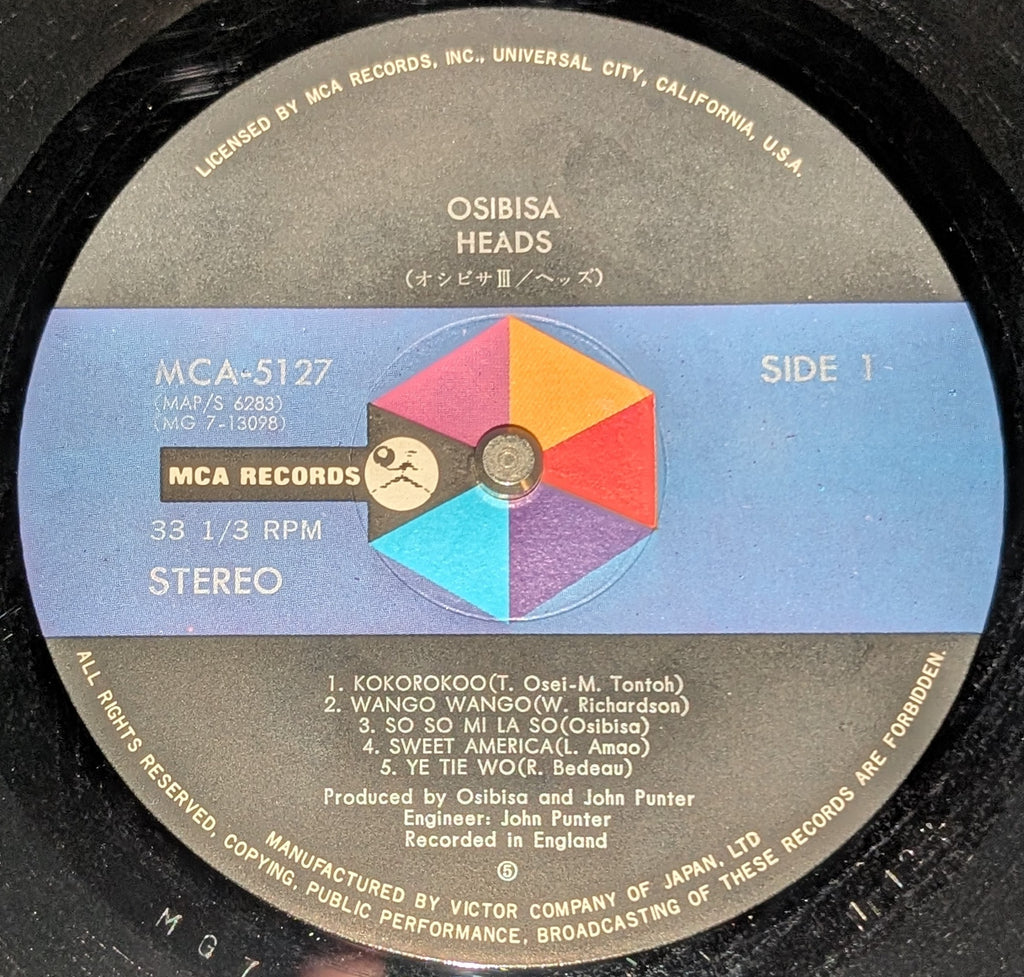 LICENSED BY MCA RECORDS, INC., UNIVERSAL CITY, CALIFORNIA, U.S.A.
OSIBISA
HEADS
(オシビサⅢ/ヘッズ)
MCA-5127
(MAP/S 6283)
(MG 7-13098)
SIDE 1
MCA RECORDS
33 1/3 RPM
STEREO
1. KOKOROKOO(T. Osei-M. Tontoh)
2. WANGO WANGO(W. Richardson)
3. SO SO MI LA SO(Osibisa)
4. SWEET AMERICA(L. Amao)
5. YE TIE WO(R. Bedeau)
Produced by Osibisa and John Punter
Engineer: John Punter
Recorded in England
⑤
MANUFACTURED BY VICTOR COMPANY OF JAPAN, LTD
ALL RIGHTS RESERVED, COPYING, PUBLIC PERFORMANCE, BROADCASTING OF THESE RECORDS ARE FORBIDDEN.
MG7